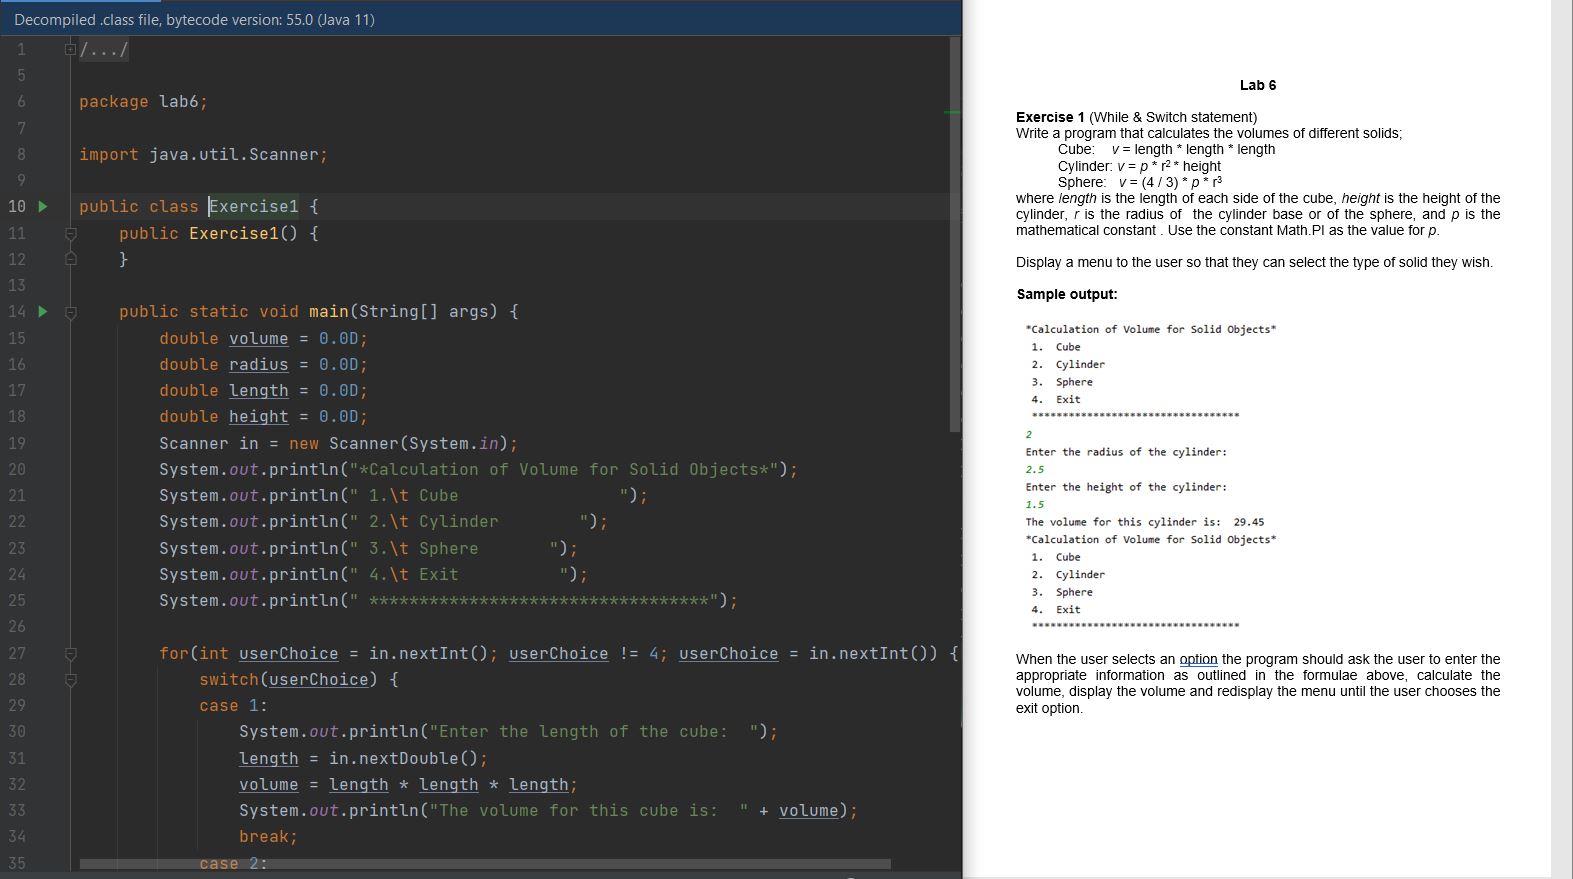 Decompiled .class file, bytecode version: 55.0 (Java 11)
1 /.../
5
6 package lab6;
7
8 import java.util.Scanner;
9
10 public class Exercise1 {
11     public Exercise1() {
12     }
13
14     public static void main(String[] args) {
15         double volume = 0.0D;
16         double radius = 0.0D;
17         double length = 0.0D;
18         double height = 0.0D;
19         Scanner in = new Scanner(System.in);
20         System.out.println("*Calculation of Volume for Solid Objects*");
21         System.out.println(" 1.\t Cube                ");
22         System.out.println(" 2.\t Cylinder        ");
23         System.out.println(" 3.\t Sphere       ");
24         System.out.println(" 4.\t Exit          ");
25         System.out.println(" **********************************");
26
27         for(int userChoice = in.nextInt(); userChoice != 4; userChoice = in.nextInt()) {
28             switch(userChoice) {
29             case 1:
30                 System.out.println("Enter the length of the cube:  ");
31                 length = in.nextDouble();
32                 volume = length * length * length;
33                 System.out.println("The volume for this cube is:  " + volume);
34                 break;
35             case 2:
Lab 6
Exercise 1 (While & Switch statement)
Write a program that calculates the volumes of different solids;
Cube: v = length * length * length
Cylinder: v = p * r² * height
Sphere: v = (4 / 3) * p * r³
where length is the length of each side of the cube, height is the height of the
cylinder, r is the radius of the cylinder base or of the sphere, and p is the
mathematical constant . Use the constant Math.PI as the value for p.
Display a menu to the user so that they can select the type of solid they wish.
Sample output:
*Calculation of Volume for Solid Objects*
1. Cube
2. Cylinder
3. Sphere
4. Exit
**********************************
2
Enter the radius of the cylinder:
2.5
Enter the height of the cylinder:
1.5
The volume for this cylinder is: 29.45
*Calculation of Volume for Solid Objects*
1. Cube
2. Cylinder
3. Sphere
4. Exit
**********************************
When the user selects an option the program should ask the user to enter the
appropriate information as outlined in the formulae above, calculate the
volume, display the volume and redisplay the menu until the user chooses the
exit option.